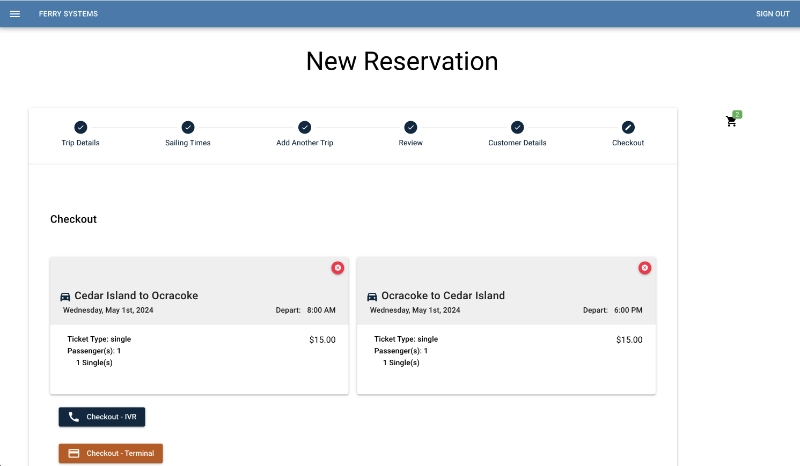 FERRY SYSTEMS
SIGN OUT
New Reservation
2
Trip Details
Sailing Times
Add Another Trip
Review
Customer Details
Checkout
Checkout
Cedar Island to Ocracoke
Wednesday, May 1st, 2024 Depart: 8:00 AM
Ticket Type: single $15.00
Passenger(s): 1
1 Single(s)
Ocracoke to Cedar Island
Wednesday, May 1st, 2024 Depart: 6:00 PM
Ticket Type: single $15.00
Passenger(s): 1
1 Single(s)
Checkout - IVR
Checkout - Terminal